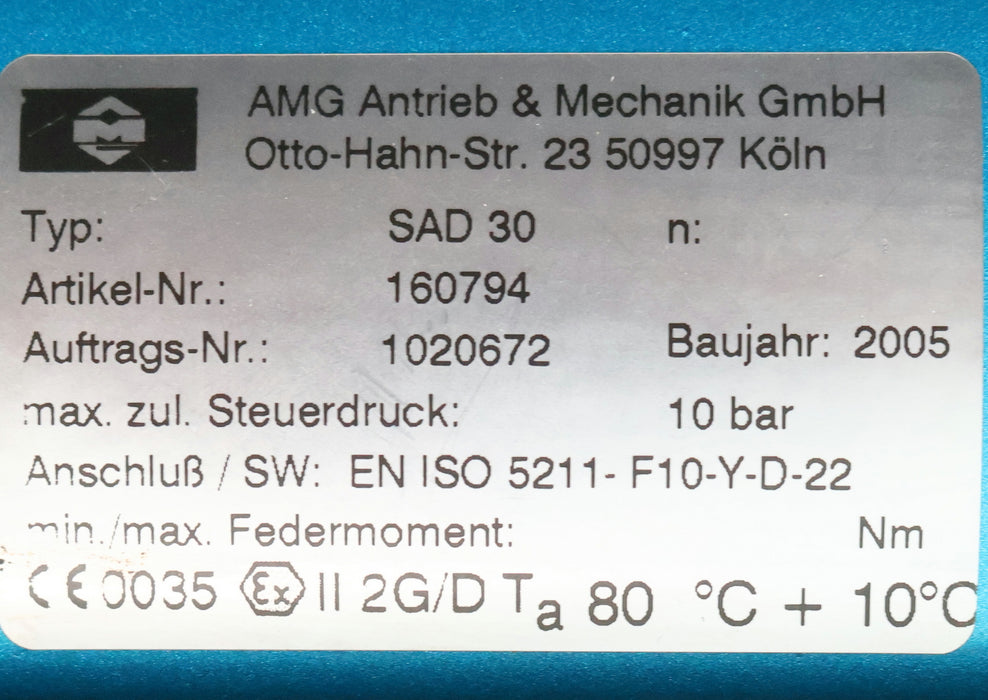 AMG Antrieb & Mechanik GmbH
Otto-Hahn-Str. 23 50997 Köln
Typ: SAD 30 n:
Artikel-Nr.: 160794
Auftrags-Nr.: 1020672 Baujahr: 2005
max. zul. Steuerdruck: 10 bar
Anschluß / SW: EN ISO 5211- F10-Y-D-22
min./max. Federmoment: Nm
CE 0035 Ex II 2G/D Ta 80 °C + 10°C